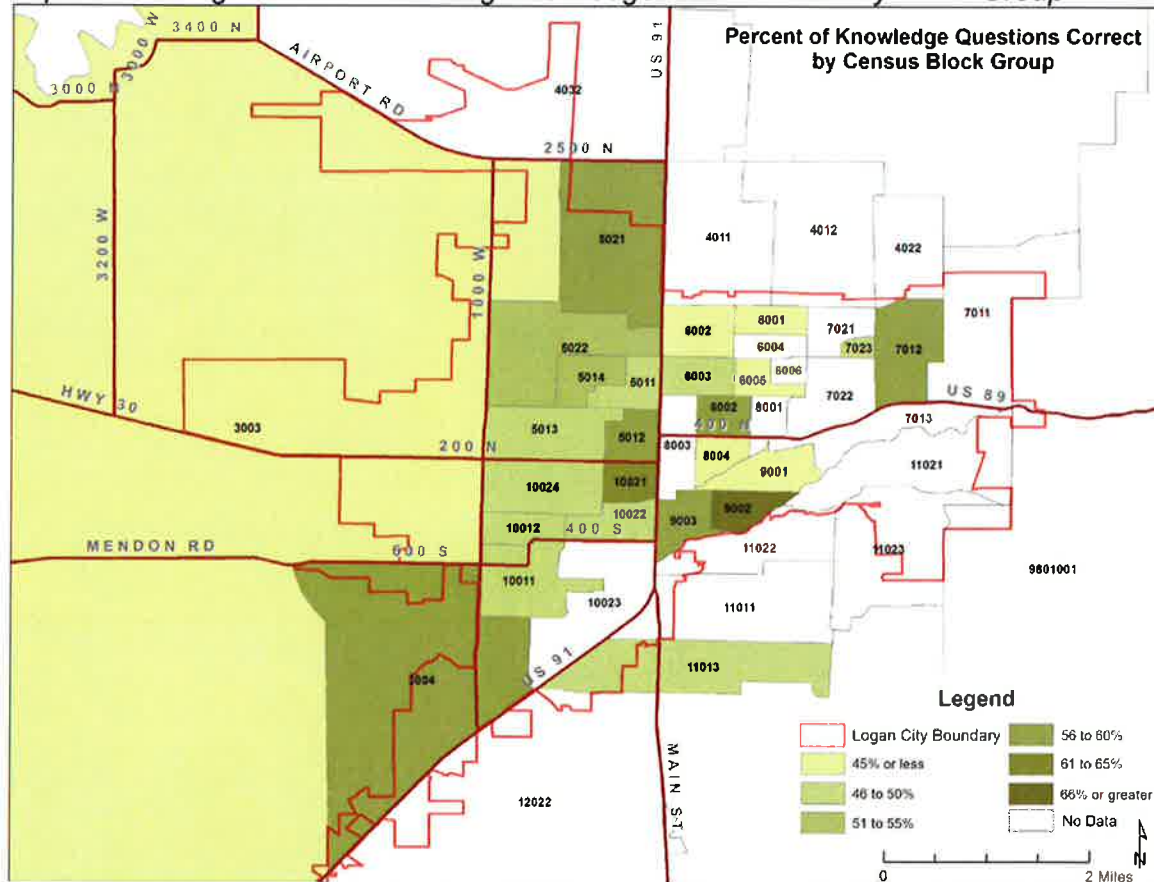 Percent of Knowledge Questions Correct
by Census Block Group
3400 N
3000 W
3000 N
AIRPORT RD
US 91
4032
2500 N
3200 W
1000 W
5021
4011
4012
4022
7011
6002
8001
7021
6004
7023
7012
5022
5014
5011
6003
6005
6006
7022
US 89
HWY 30
3003
5013
5012
6002
8001
400 N
7013
200 N
8003
8004
9001
11021
10024
10021
10022
9003
9002
10012
400 S
MENDON RD
600 S
11022
11023
9801001
10011
10023
11011
US 91
11013
3004
MAIN ST
12022
Legend
Logan City Boundary
45% or less
46 to 50%
51 to 55%
56 to 60%
61 to 65%
66% or greater
No Data
N
0
2 Miles